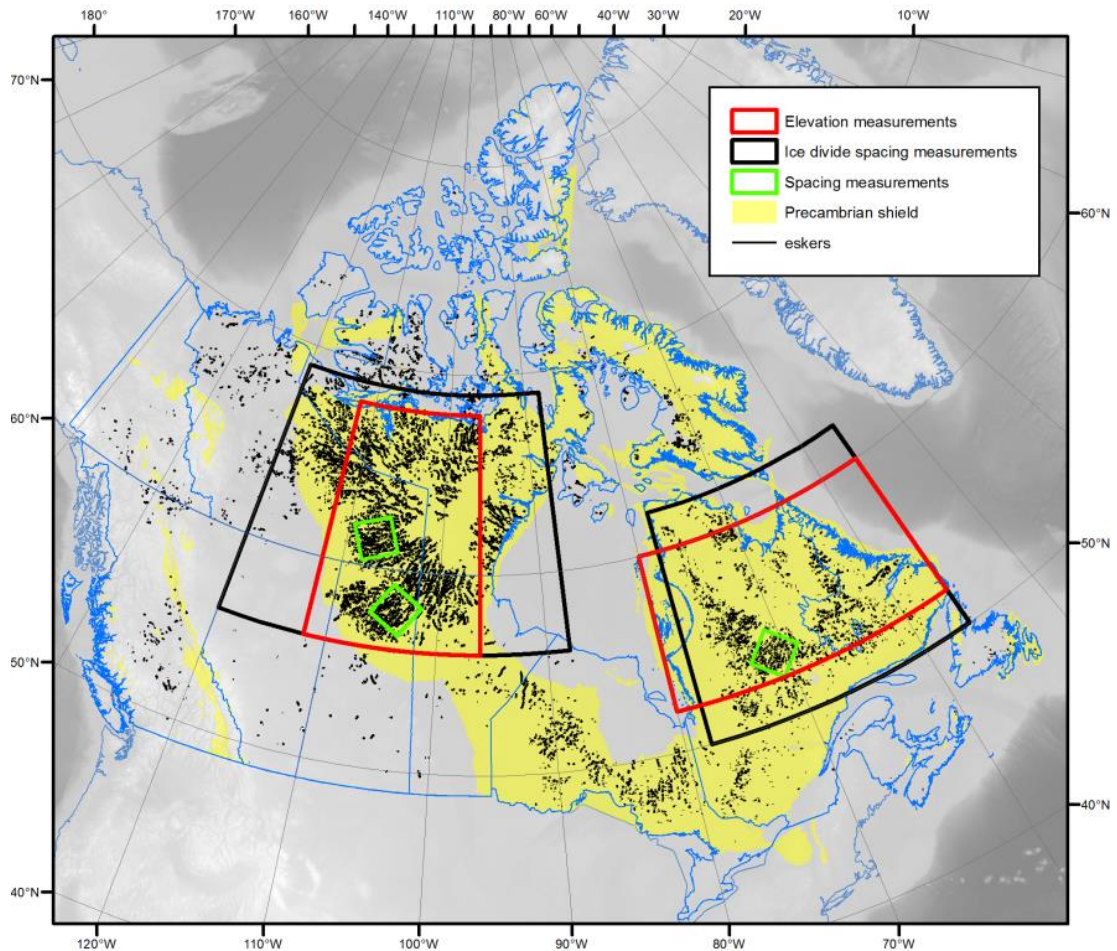 180° 170°W 160°W 140°W 110°W 80°W 60°W 40°W 30°W 20°W 10°W
70°N
Elevation measurements
Ice divide spacing measurements
Spacing measurements
Precambrian shield
eskers
60°N
60°N
50°N
50°N
40°N
40°N
120°W 110°W 100°W 90°W 80°W 70°W